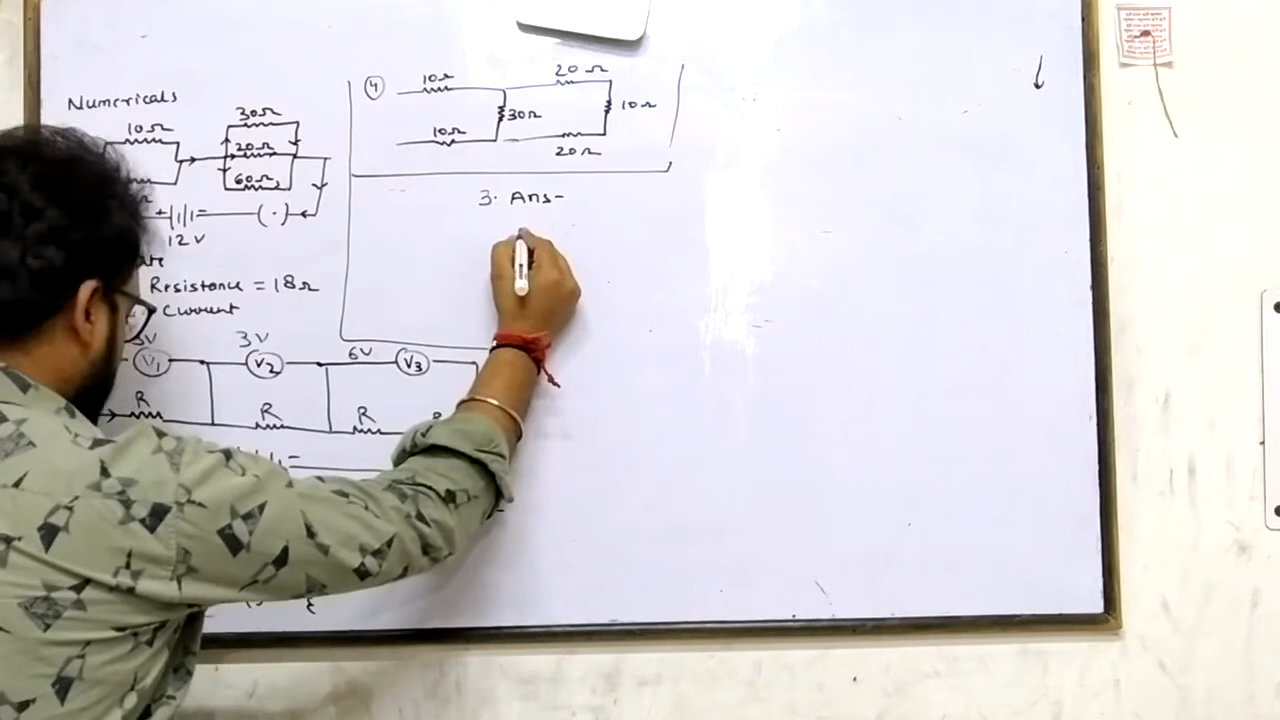 Numericals
10Ω
30Ω
20Ω
60Ω
12V
Resistance = 18Ω
Current
3V
3V
6V
V1
V2
V3
R
R
R
4
10Ω
20Ω
30Ω
10Ω
10Ω
20Ω
3. Ans-